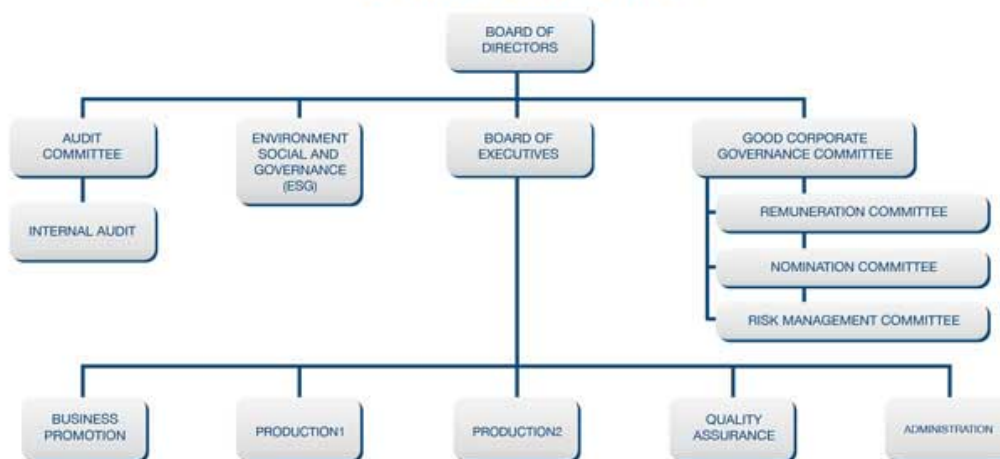 BOARD OF
DIRECTORS
AUDIT
COMMITTEE
ENVIRONMENT
SOCIAL AND
GOVERNANCE
(ESG)
BOARD OF
EXECUTIVES
GOOD CORPORATE
GOVERNANCE COMMITTEE
INTERNAL AUDIT
REMUNERATION COMMITTEE
NOMINATION COMMITTEE
RISK MANAGEMENT COMMITTEE
BUSINESS
PROMOTION
PRODUCTION1
PRODUCTION2
QUALITY
ASSURANCE
ADMINISTRATION